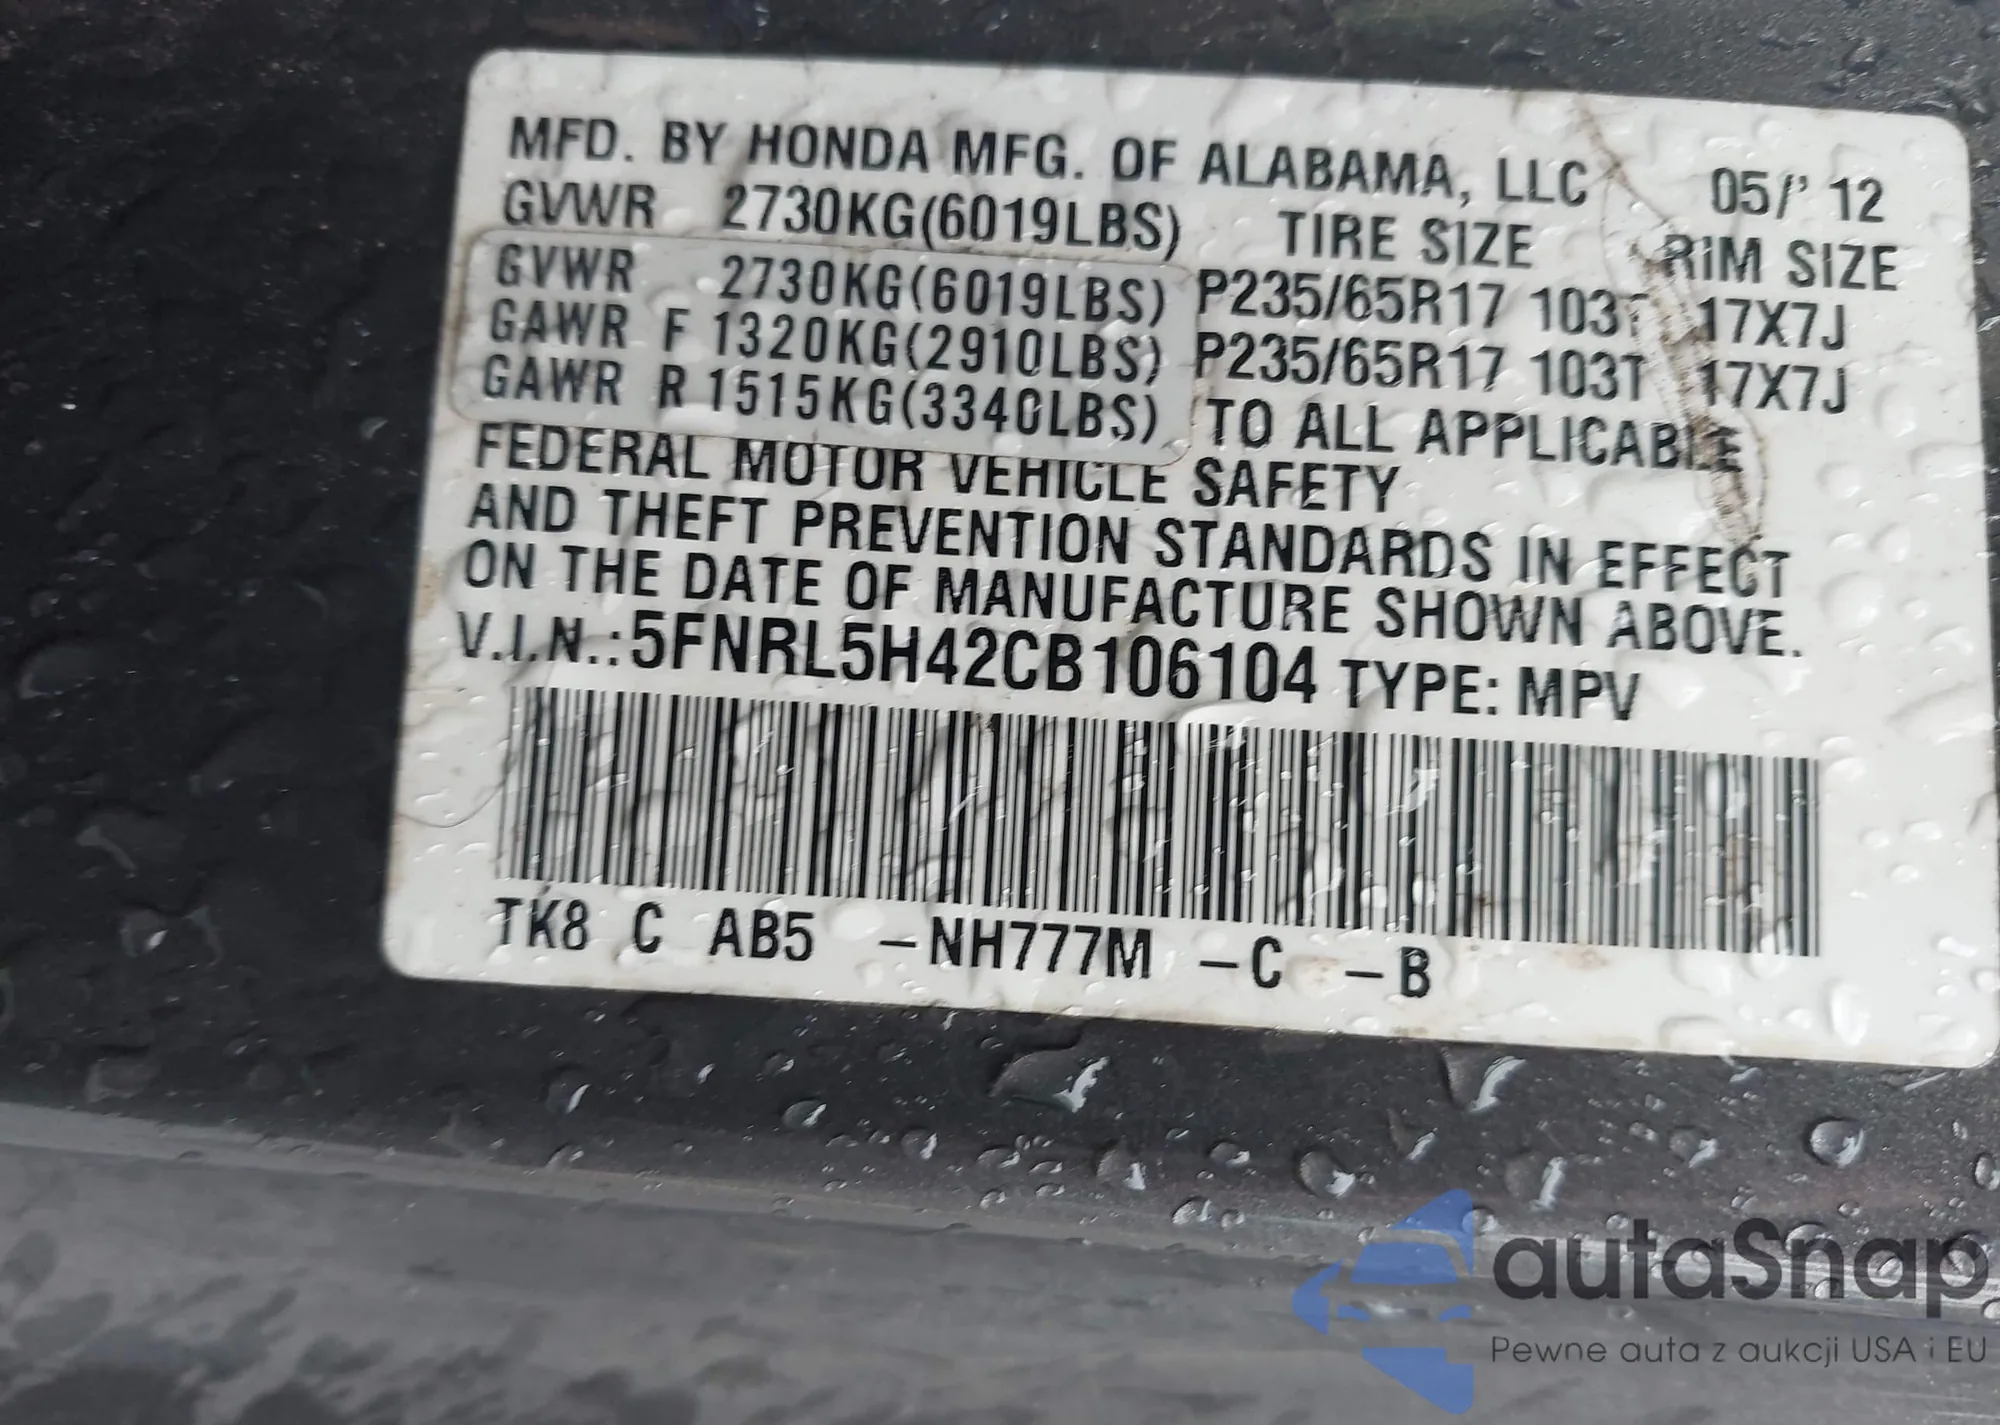 MFD. BY HONDA MFG. OF ALABAMA, LLC 05/' 12
GVWR 2730KG(6019LBS) TIRE SIZE RIM SIZE
GVWR 2730KG(6019LBS) P235/65R17 103T 17X7J
GAWR F 1320KG(2910LBS) P235/65R17 103T 17X7J
GAWR R 1515KG(3340LBS) TO ALL APPLICABLE
FEDERAL MOTOR VEHICLE SAFETY
AND THEFT PREVENTION STANDARDS IN EFFECT
ON THE DATE OF MANUFACTURE SHOWN ABOVE.
V.I.N.:5FNRL5H42CB106104 TYPE: MPV
TK8 C AB5 -NH777M -C -B
autaSnap
Pewne auta z aukcji USA i EU